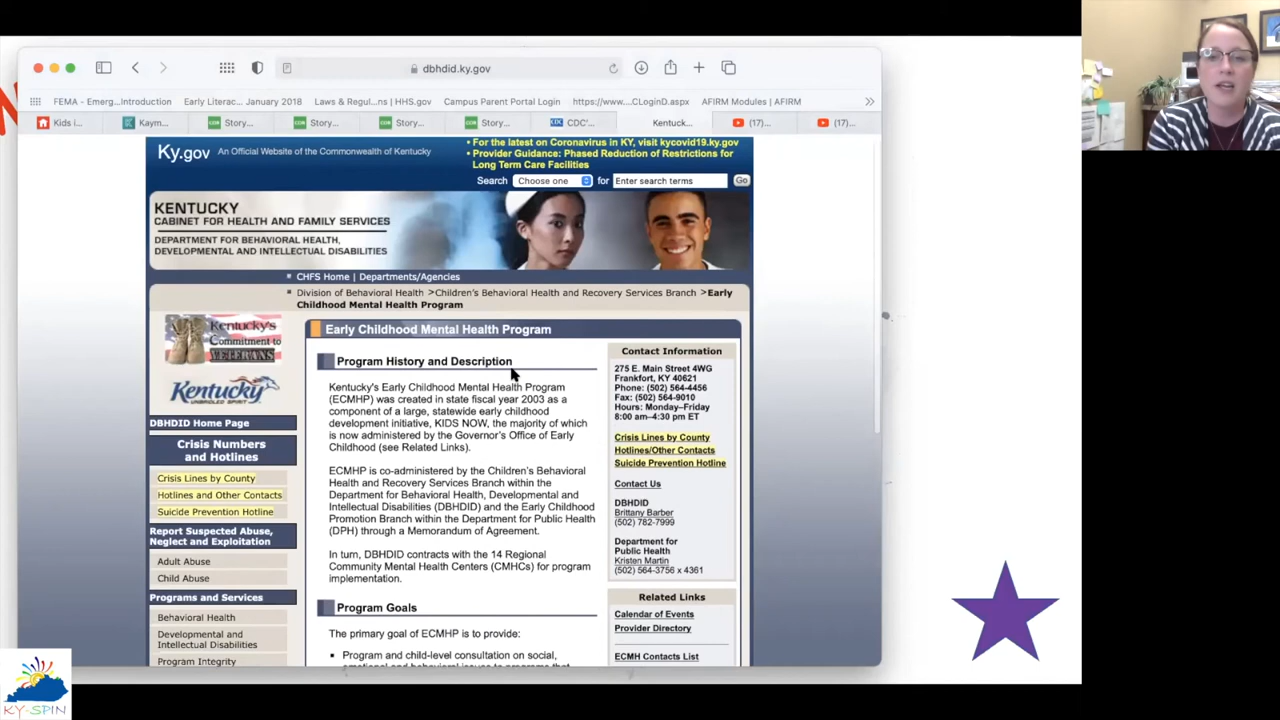 dbhdid.ky.gov
FEMA - Emerg...Introduction Early Literac... January 2018 Laws & Regul...ns | HHS.gov Campus Parent Portal Login https://www....CLoginD.aspx AFIRM Modules | AFIRM
Kids i... Kaym... Story... Story... Story... Story... CDC'... Kentuck... (17)... (17)...
Ky.gov An Official Website of the Commonwealth of Kentucky
For the latest on Coronavirus in KY, visit kycovid19.ky.gov
Provider Guidance: Phased Reduction of Restrictions for
Long Term Care Facilities
Search Choose one for Enter search terms Go
KENTUCKY
CABINET FOR HEALTH AND FAMILY SERVICES
DEPARTMENT FOR BEHAVIORAL HEALTH,
DEVELOPMENTAL AND INTELLECTUAL DISABILITIES
CHFS Home | Departments/Agencies
Division of Behavioral Health >Children's Behavioral Health and Recovery Services Branch >Early
Childhood Mental Health Program
Kentucky's
Commitment to
VETERANS
Kentucky
UNBRIDLED SPIRIT
DBHDID Home Page
Crisis Numbers
and Hotlines
Crisis Lines by County
Hotlines and Other Contacts
Suicide Prevention Hotline
Report Suspected Abuse,
Neglect and Exploitation
Adult Abuse
Child Abuse
Programs and Services
Behavioral Health
Developmental and
Intellectual Disabilities
Program Integrity
Early Childhood Mental Health Program
Program History and Description
Kentucky's Early Childhood Mental Health Program
(ECMHP) was created in state fiscal year 2003 as a
component of a large, statewide early childhood
development initiative, KIDS NOW, the majority of which
is now administered by the Governor's Office of Early
Childhood (see Related Links).
ECMHP is co-administered by the Children's Behavioral
Health and Recovery Services Branch within the
Department for Behavioral Health, Developmental and
Intellectual Disabilities (DBHDID) and the Early Childhood
Promotion Branch within the Department for Public Health
(DPH) through a Memorandum of Agreement.
In turn, DBHDID contracts with the 14 Regional
Community Mental Health Centers (CMHCs) for program
implementation.
Program Goals
The primary goal of ECMHP is to provide:
Program and child-level consultation on social,
emotional and behavioral issues to programs that
Contact Information
275 E. Main Street 4WG
Frankfort, KY 40621
Phone: (502) 564-4456
Fax: (502) 564-9010
Hours: Monday–Friday
8:00 am–4:30 pm ET
Crisis Lines by County
Hotlines/Other Contacts
Suicide Prevention Hotline
Contact Us
DBHDID
Brittany Barber
(502) 782-7999
Department for
Public Health
Kristen Martin
(502) 564-3756 x 4361
Related Links
Calendar of Events
Provider Directory
ECMH Contacts List
KY-SPIN